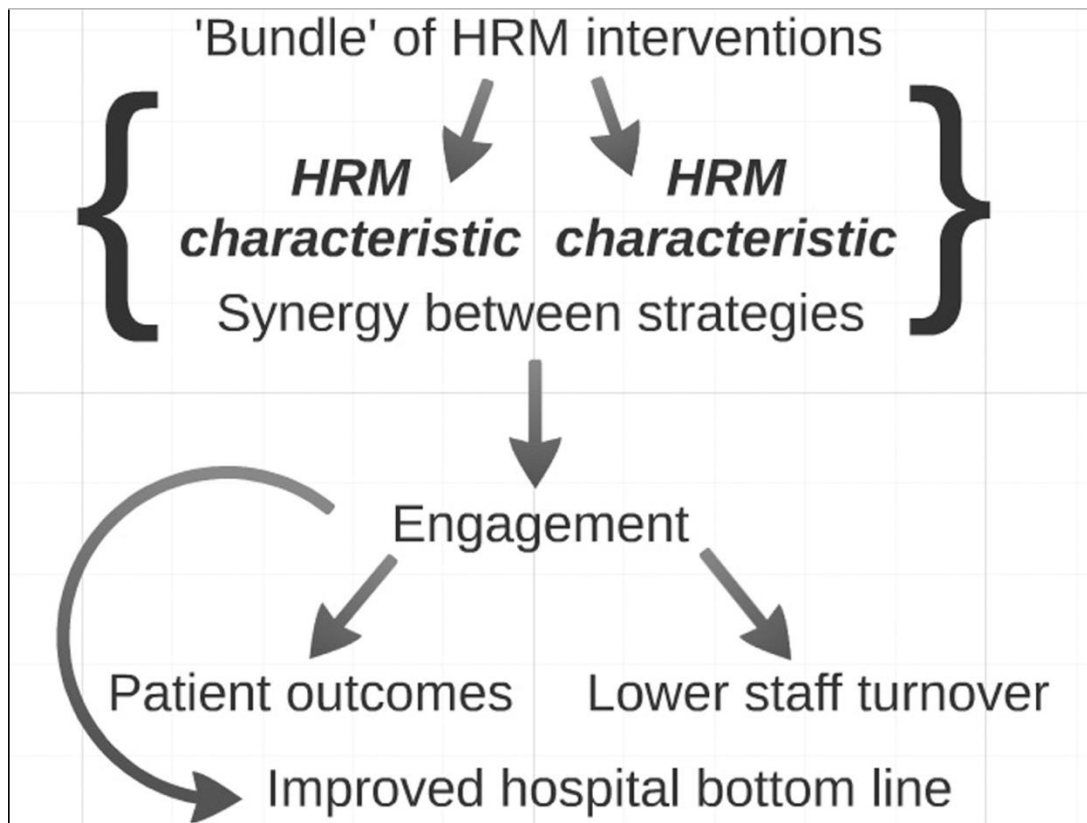 'Bundle' of HRM interventions
HRM characteristic
HRM characteristic
Synergy between strategies
Engagement
Patient outcomes
Lower staff turnover
Improved hospital bottom line